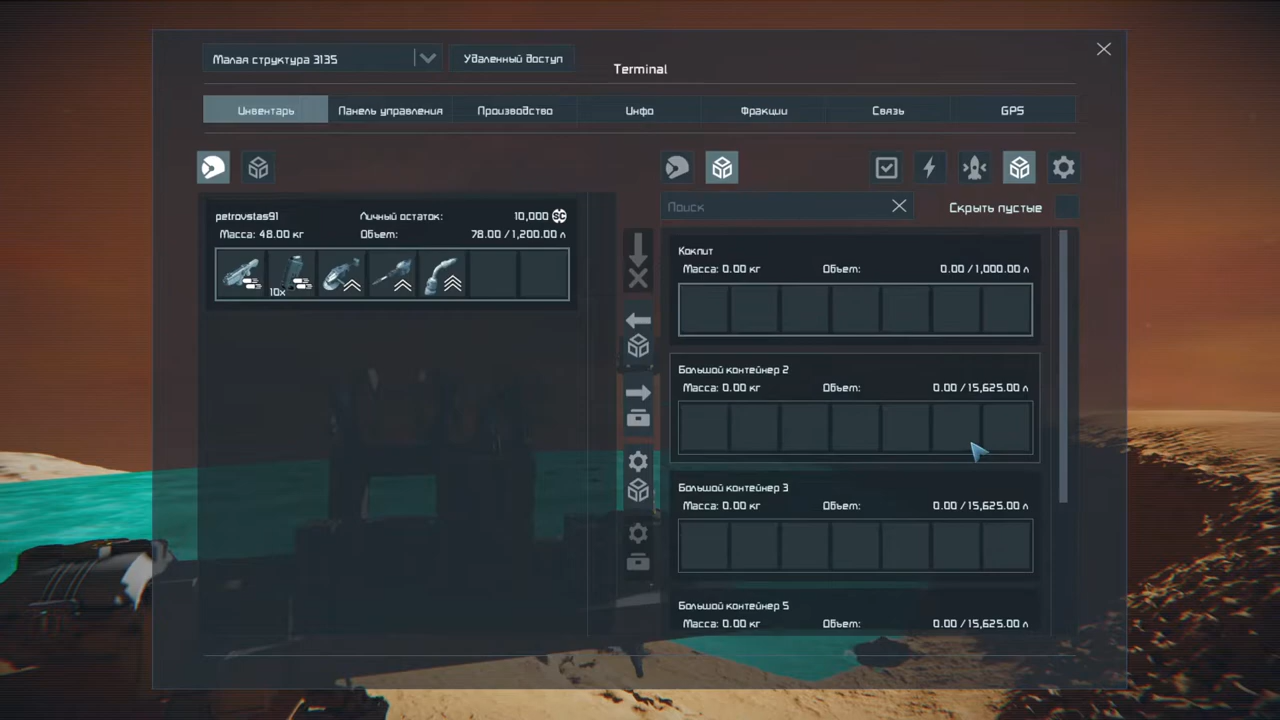 Малая структура 3135
Удаленный доступ
Terminal
Инвентарь
Панель управления
Производство
Инфо
Фракции
Связь
GPS
Поиск
Скрыть пустые
petrovstas91
Личный остаток:
10,000 SC
Масса: 48.00 кг
Объем:
78.00 / 1,200.00 л
10x
Кокпит
Масса: 0.00 кг
Объем:
0.00 / 1,000.00 л
Большой контейнер 2
Масса: 0.00 кг
Объем:
0.00 / 15,625.00 л
Большой контейнер 3
Масса: 0.00 кг
Объем:
0.00 / 15,625.00 л
Большой контейнер 5
Масса: 0.00 кг
Объем:
0.00 / 15,625.00 л